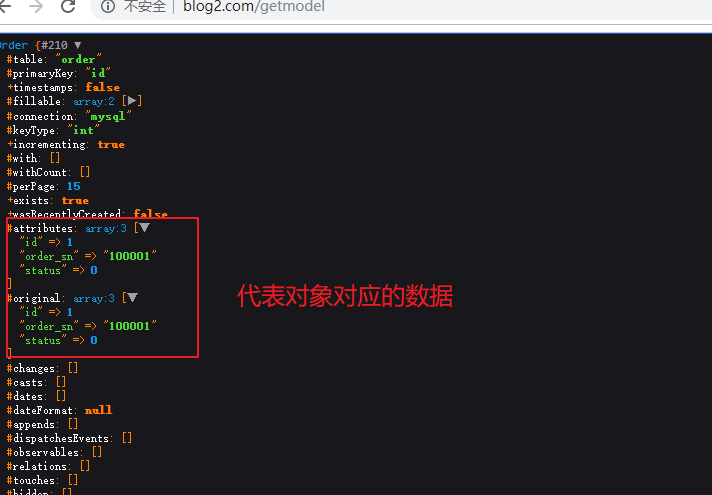 不安全 | blog2.com/getmodel
Order {#210 ▼
#table: "order"
#primaryKey: "id"
+timestamps: false
#fillable: array:2 [▶]
#connection: "mysql"
#keyType: "int"
+incrementing: true
#with: []
#withCount: []
#perPage: 15
+exists: true
+wasRecentlyCreated: false
#attributes: array:3 [▼
"id" => 1
"order_sn" => "100001"
"status" => 0
]
#original: array:3 [▼
"id" => 1
"order_sn" => "100001"
"status" => 0
]
代表对象对应的数据
#changes: []
#casts: []
#dates: []
#dateFormat: null
#appends: []
#dispatchesEvents: []
#observables: []
#relations: []
#touches: []
#hidden: []